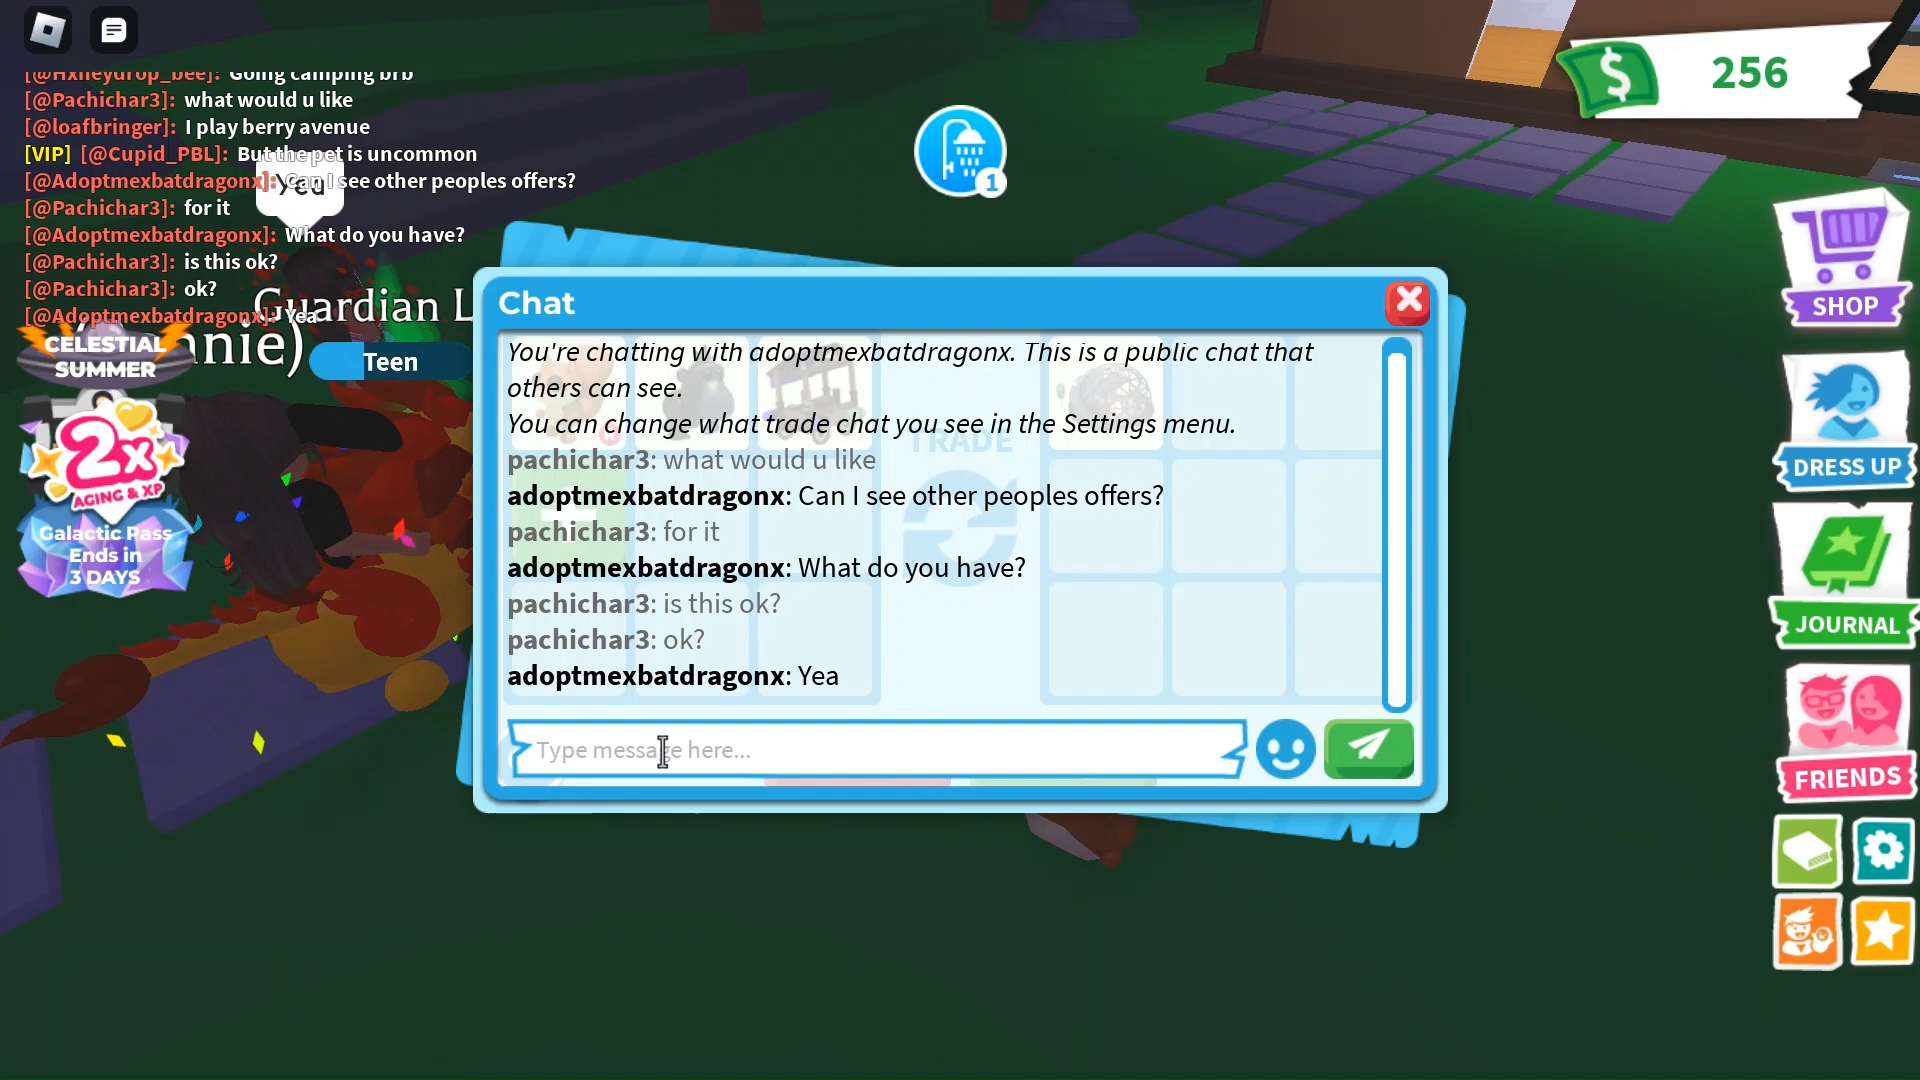 [@Hxneydrop_bee]: Going camping brb
[@Pachichar3]: what would u like
[@loafbringer]: I play berry avenue
[VIP] [@Cupid_PBL]: But the pet is uncommon
[@Adoptmexbatdragonx]: Can I see other peoples offers?
[@Pachichar3]: for it
[@Adoptmexbatdragonx]: What do you have?
[@Pachichar3]: is this ok?
[@Pachichar3]: ok?
[@Adoptmexbatdragonx]: Yea
Yea
Guardian L
nnie)
Teen
CELESTIAL
SUMMER
2x
AGING & XP
Galactic Pass
Ends in
3 DAYS
1
$ 256
Chat
You're chatting with adoptmexbatdragonx. This is a public chat that
others can see.
You can change what trade chat you see in the Settings menu.
TRADE
pachichar3: what would u like
adoptmexbatdragonx: Can I see other peoples offers?
pachichar3: for it
adoptmexbatdragonx: What do you have?
pachichar3: is this ok?
pachichar3: ok?
adoptmexbatdragonx: Yea
Type message here...
R
SHOP
DRESS UP
JOURNAL
FRIENDS